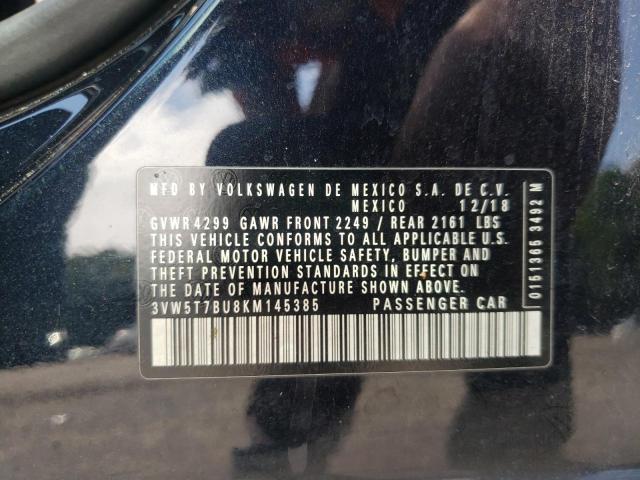 MFD BY VOLKSWAGEN DE MEXICO S.A. DE C.V.
MEXICO 12/18
GVWR 4299 GAWR FRONT 2249 / REAR 2161 LBS
THIS VEHICLE CONFORMS TO ALL APPLICABLE U.S.
FEDERAL MOTOR VEHICLE SAFETY, BUMPER AND
THEFT PREVENTION STANDARDS IN EFFECT ON
THE DATE OF MANUFACTURE SHOWN ABOVE.
3VW5T7BU8KM145385 PASSENGER CAR
0151385 3492 M